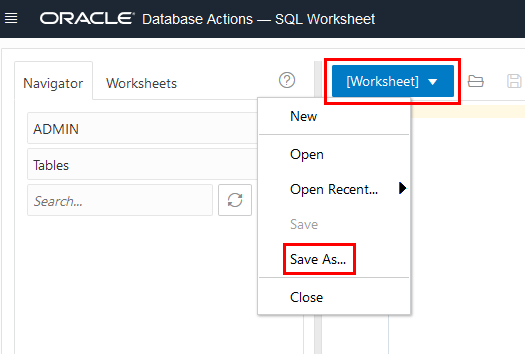 ORACLE Database Actions — SQL Worksheet
Navigator Worksheets
[Worksheet]
ADMIN
Tables
Search...
New
Open
Open Recent...
Save
Save As...
Close